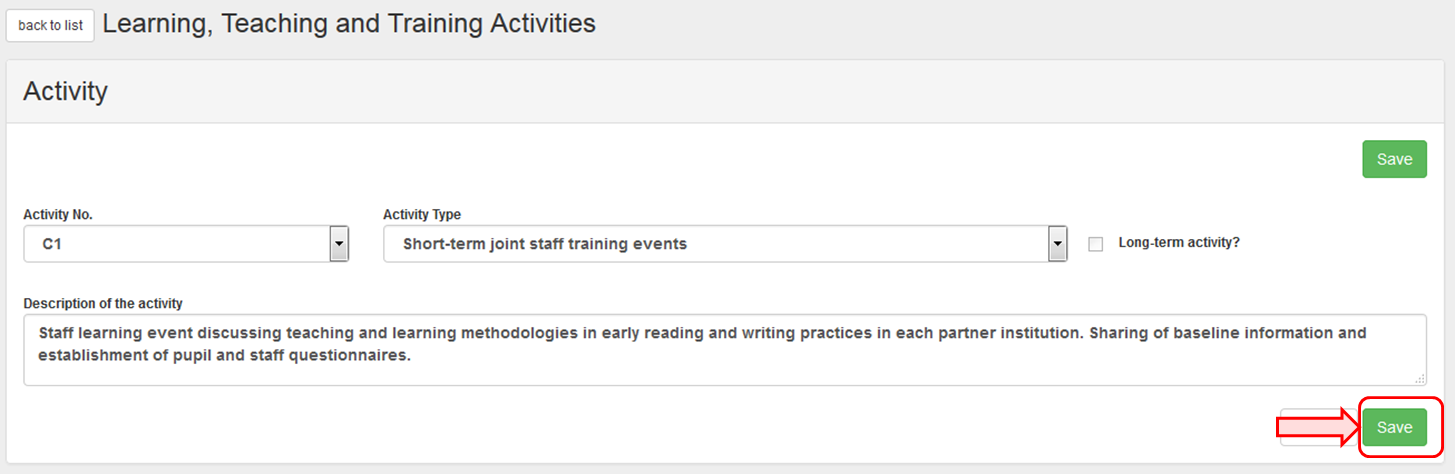 back to list Learning, Teaching and Training Activities
Activity
Save
Activity No. Activity Type
C1 Short-term joint staff training events Long-term activity?
Description of the activity
Staff learning event discussing teaching and learning methodologies in early reading and writing practices in each partner institution. Sharing of baseline information and
establishment of pupil and staff questionnaires.
Save